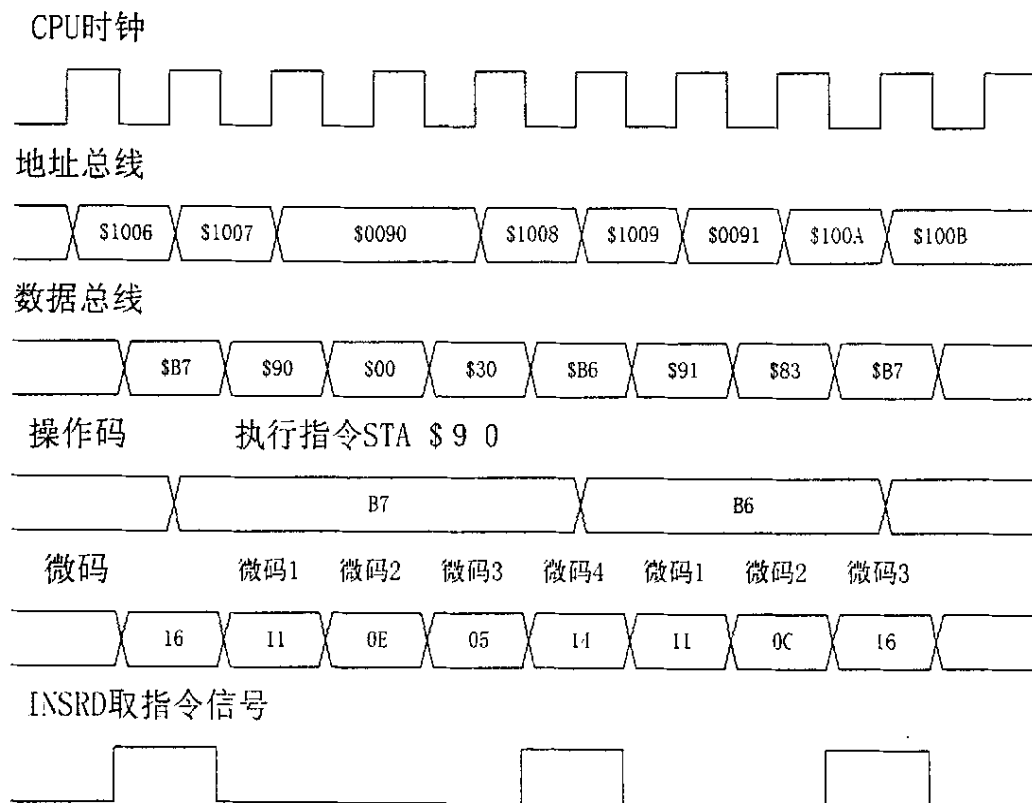 CPU时钟
地址总线
$1006 $1007 $0090 $1008 $1009 $0091 $100A $100B
数据总线
$B7 $90 $00 $30 $B6 $91 $83 $B7
操作码 执行指令STA $90
B7 B6
微码 微码1 微码2 微码3 微码4 微码1 微码2 微码3
16 11 0E 05 11 0C 16
INSRD取指令信号